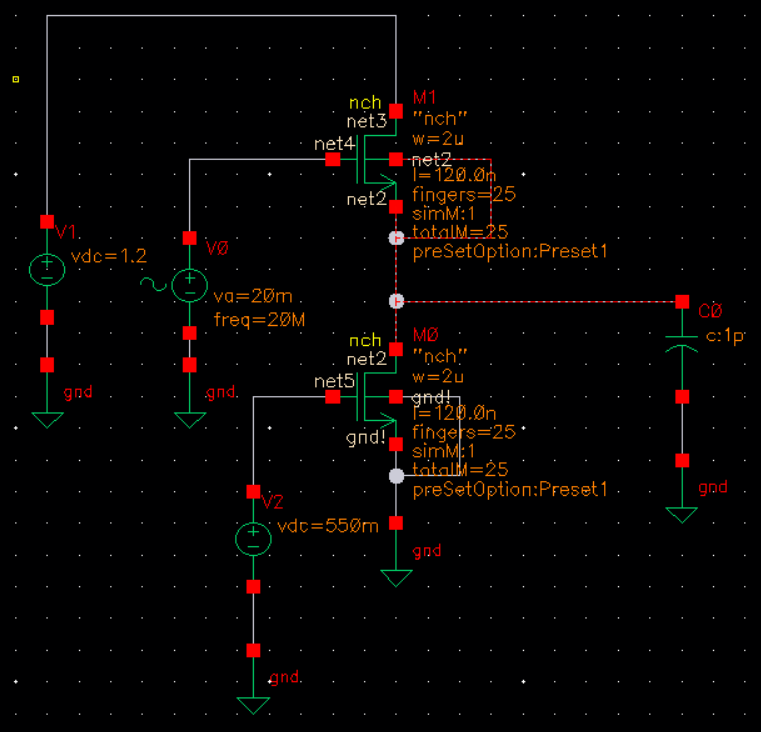 M1
nch
"nch"
net3
w=2u
net4
net2
l=120.0n
fingers=25
net2
simM:1
totalM=25
preSetOption:Preset1
V1
vdc=1.2
V0
va=20m
freq=20M
C0
c:1p
M0
nch
"nch"
net2
w=2u
net5
gnd!
l=120.0n
fingers=25
gnd!
simM:1
totalM=25
preSetOption:Preset1
gnd
gnd
V2
vdc=550m
gnd
gnd
gnd